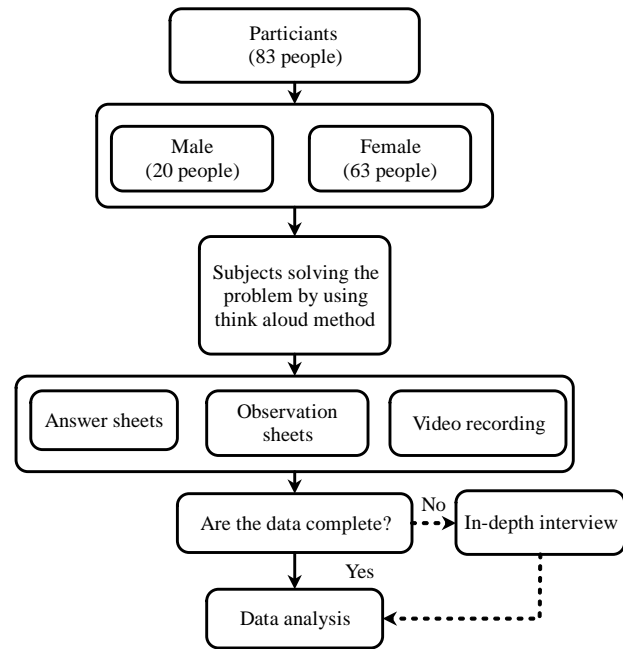 Particiants
(83 people)
Male
(20 people)
Female
(63 people)
Subjects solving the
problem by using
think aloud method
Answer sheets
Observation
sheets
Video recording
Are the data complete?
No
In-depth interview
Yes
Data analysis